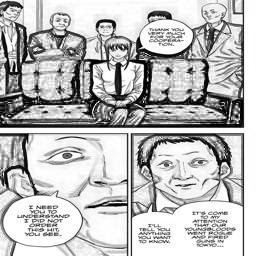 THANK YOU
VERY MUCH
FOR YOUR
COOPERA-
TION.
I NEED
YOU TO
UNDERSTAND
I DID NOT
ORDER
THIS HIT,
YOU SEE.
I'LL
TELL YOU
ANYTHING
YOU WANT
TO KNOW.
IT'S COME
TO MY
ATTENTION
THAT OUR
YOUNGBLOODS
WENT ROGUE
AND FIRED
GUNS IN
TOKYO...